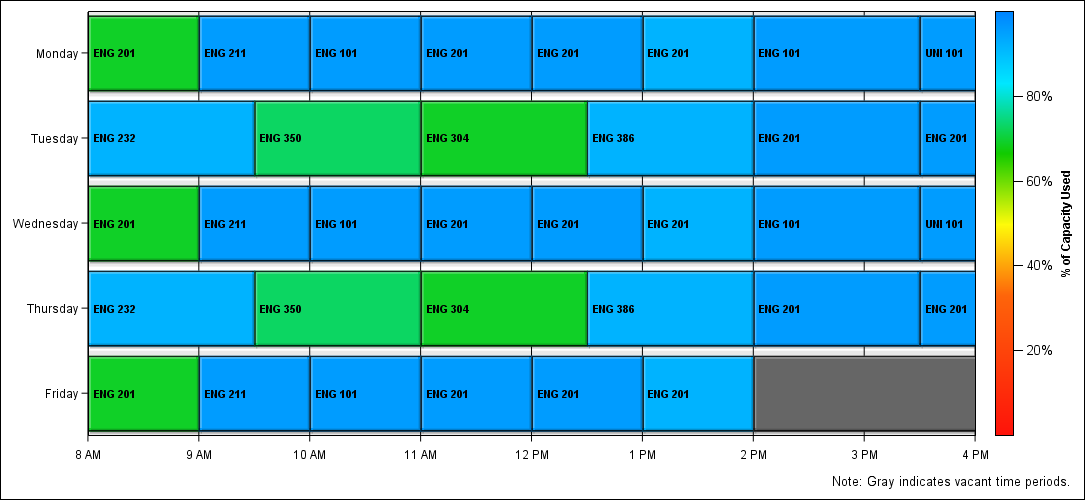 Monday ENG 201 ENG 211 ENG 101 ENG 201 ENG 201 ENG 201 ENG 101 UNI 101
80%
Tuesday ENG 232 ENG 350 ENG 304 ENG 386 ENG 201 ENG 201
60%
Wednesday ENG 201 ENG 211 ENG 101 ENG 201 ENG 201 ENG 201 ENG 101 UNI 101
% of Capacity Used
40%
Thursday ENG 232 ENG 350 ENG 304 ENG 386 ENG 201 ENG 201
20%
Friday ENG 201 ENG 211 ENG 101 ENG 201 ENG 201 ENG 201
8 AM 9 AM 10 AM 11 AM 12 PM 1 PM 2 PM 3 PM 4 PM
Note: Gray indicates vacant time periods.